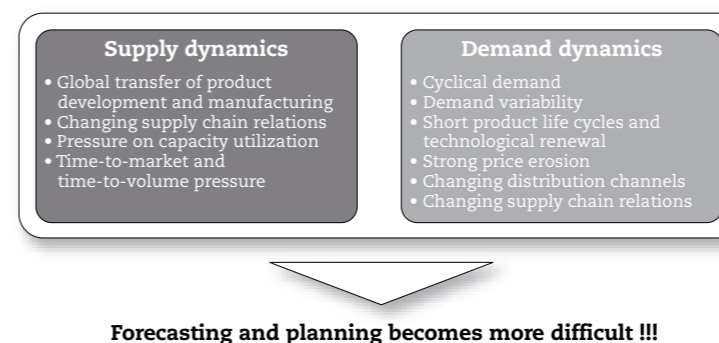 Supply dynamics
• Global transfer of product
development and manufacturing
• Changing supply chain relations
• Pressure on capacity utilization
• Time-to-market and
time-to-volume pressure
Demand dynamics
• Cyclical demand
• Demand variability
• Short product life cycles and
technological renewal
• Strong price erosion
• Changing distribution channels
• Changing supply chain relations
Forecasting and planning becomes more difficult !!!